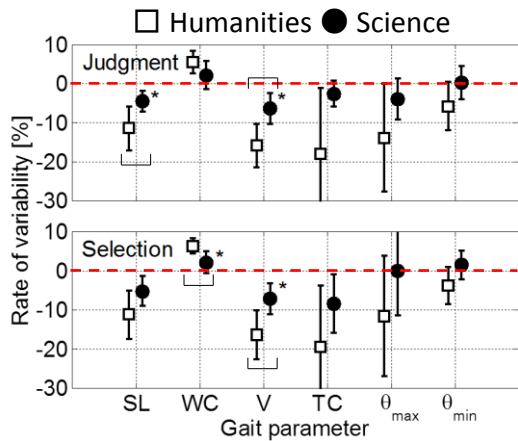 □ Humanities ● Science
Rate of variability [%]
Judgment
10
0
-10
-20
-30
*
*
Selection
10
0
-10
-20
-30
*
*
SL WC V TC θmax θmin
Gait parameter